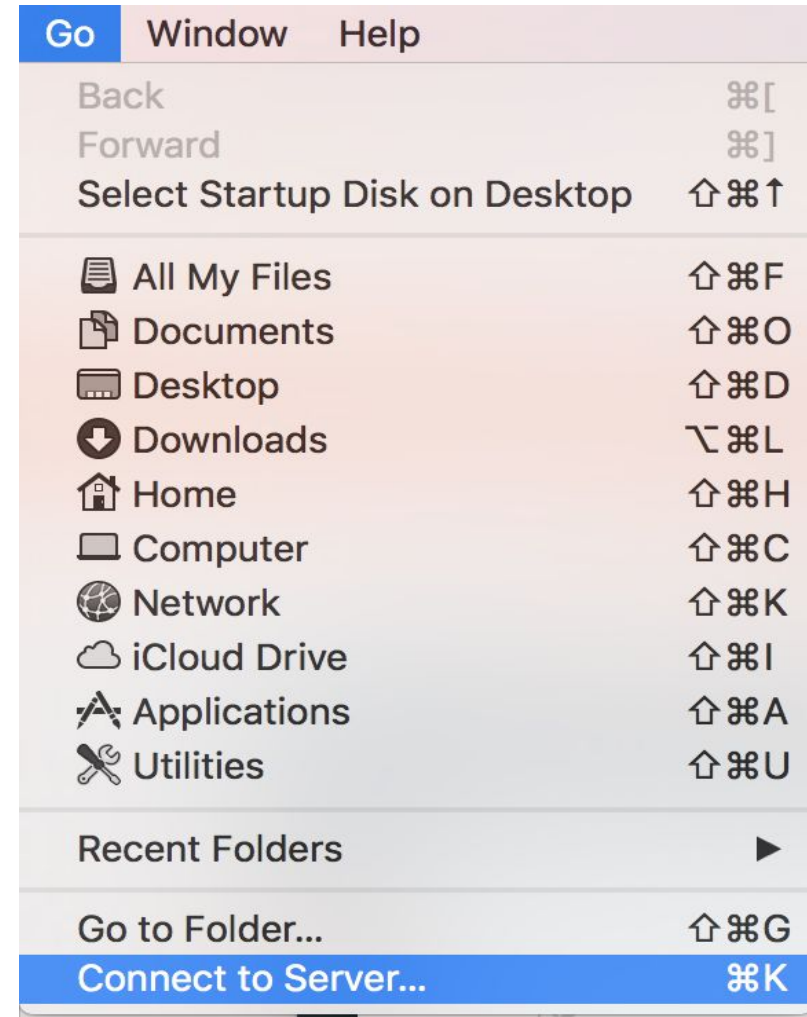 Go Window Help
Back ⌘[
Forward ⌘]
Select Startup Disk on Desktop ⇧⌘↑
All My Files ⇧⌘F
Documents ⇧⌘O
Desktop ⇧⌘D
Downloads ⌥⌘L
Home ⇧⌘H
Computer ⇧⌘C
Network ⇧⌘K
iCloud Drive ⇧⌘I
Applications ⇧⌘A
Utilities ⇧⌘U
Recent Folders ▶
Go to Folder... ⇧⌘G
Connect to Server... ⌘K